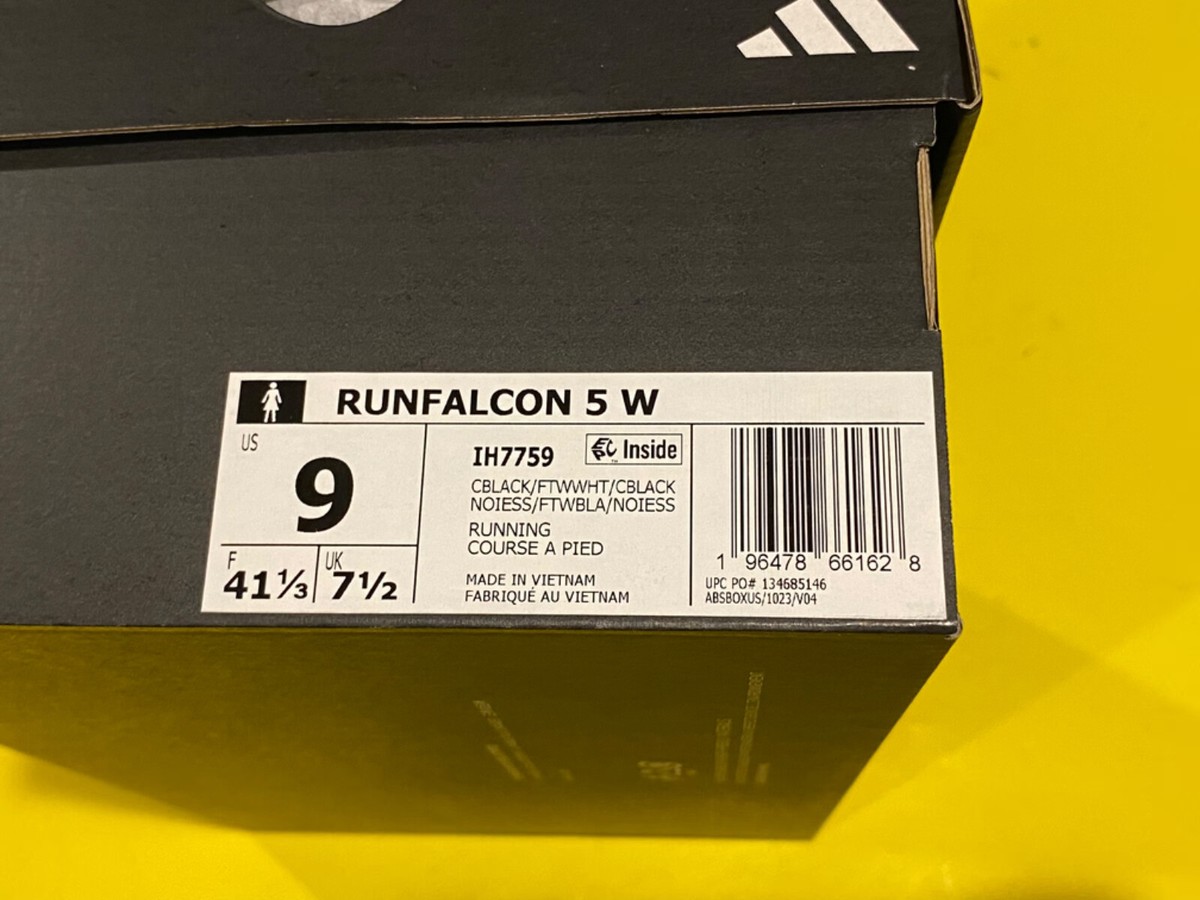 RUNFALCON 5 W
US
9
F
41⅓
UK
7½
IH7759
Inside
CBLACK/FTWWHT/CBLACK
NOIESS/FTWBLA/NOIESS
RUNNING
COURSE A PIED
MADE IN VIETNAM
FABRIQUÉ AU VIETNAM
1 96478 66162 8
UPC PO# 134685146
ABSBOXUS/1023/V04